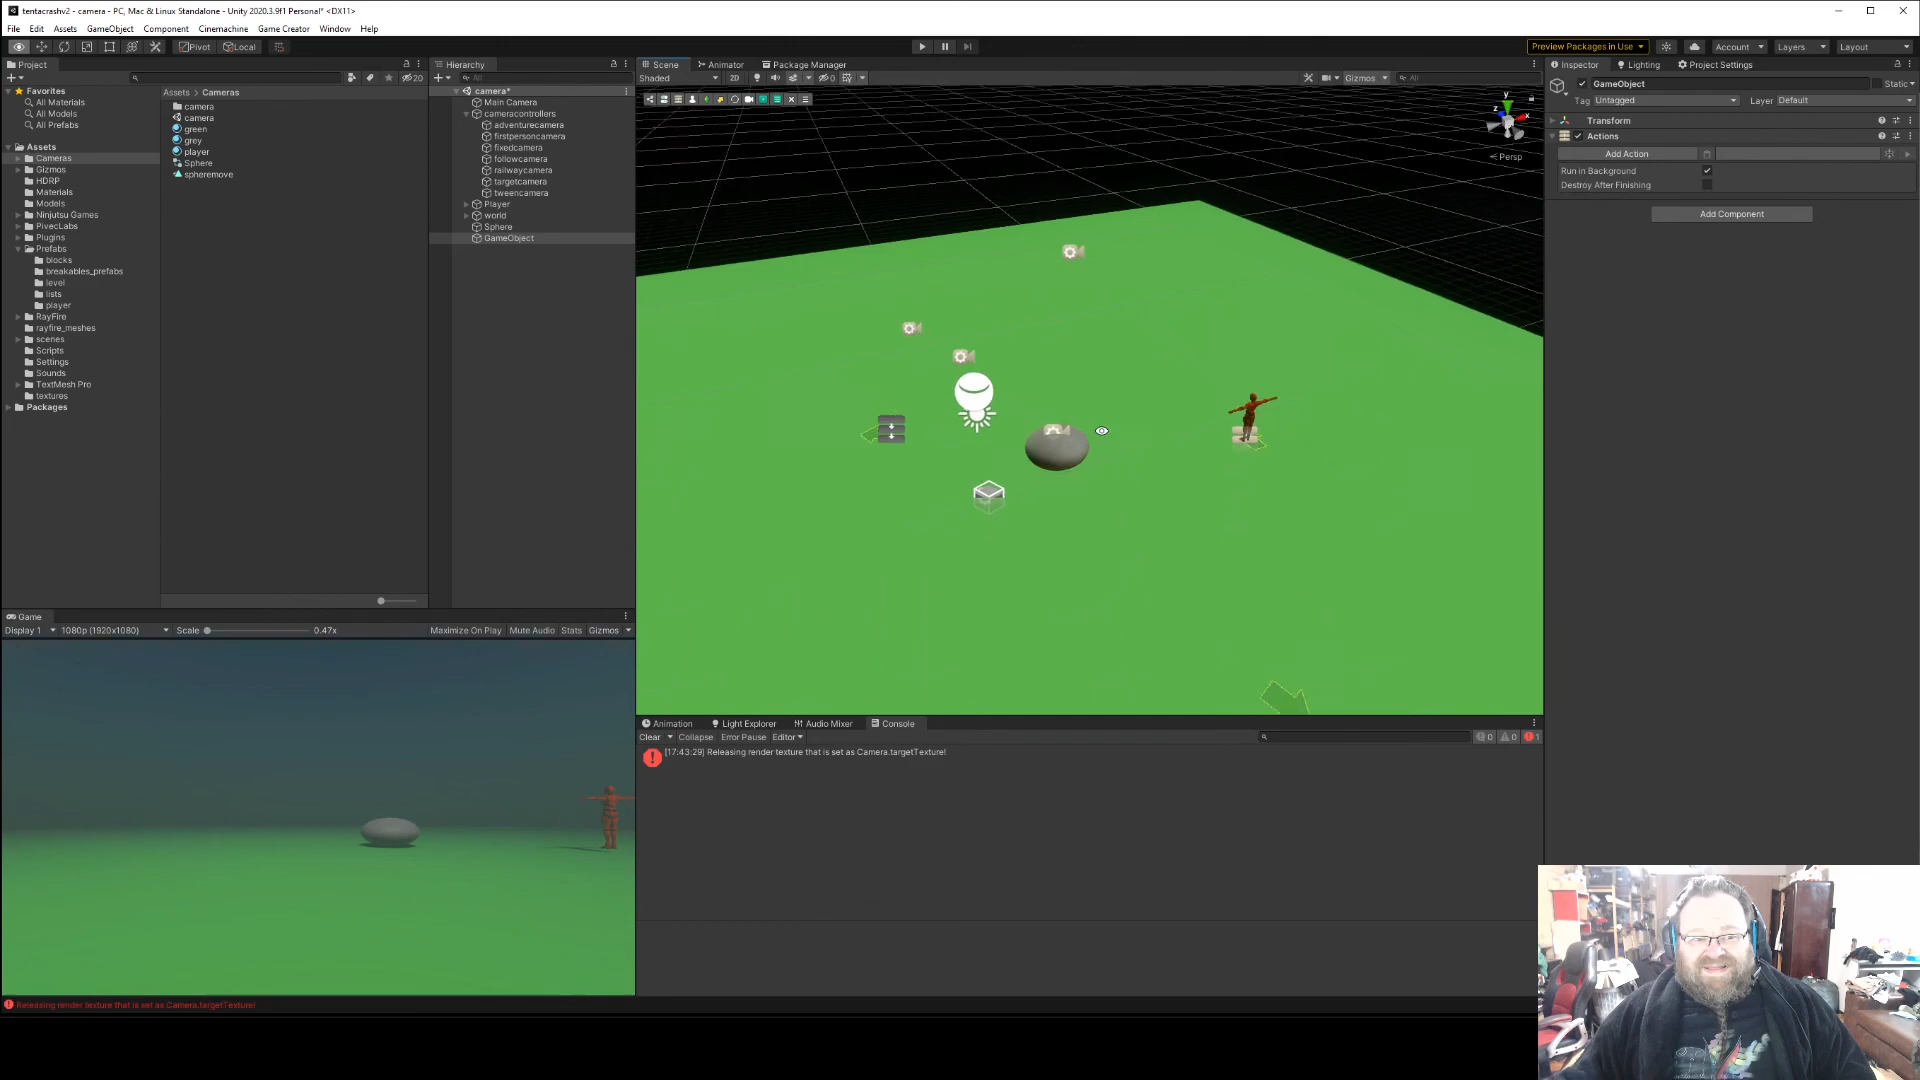 tentacrashv2 - camera - PC, Mac & Linux Standalone - Unity 2020.3.9f1 Personal* <DX11>
File Edit Assets GameObject Component Cinemachine Game Creator Window Help
Pivot Local Preview Packages in Use Account Layers Layout
Project
20
Favorites
All Materials
All Models
All Prefabs
Assets
Cameras
Gizmos
HDRP
Materials
Models
Ninjutsu Games
PivecLabs
Plugins
Prefabs
blocks
breakables_prefabs
level
lists
player
RayFire
rayfire_meshes
scenes
Scripts
Settings
Sounds
TextMesh Pro
textures
Packages
Assets > Cameras
camera
camera
green
grey
player
Sphere
spheremove
Hierarchy
All
camera*
Main Camera
cameracontrollers
adventurecamera
firstpersoncamera
fixedcamera
followcamera
railwaycamera
targetcamera
tweencamera
Player
world
Sphere
GameObject
Scene Animator Package Manager
Shaded 2D 0 Gizmos All
y
z
x
Persp
Inspector Lighting Project Settings
GameObject Static
Tag Untagged Layer Default
Transform
Actions
Add Action
Run in Background
Destroy After Finishing
Add Component
Game
Display 1 1080p (1920x1080) Scale 0.47x Maximize On Play Mute Audio Stats Gizmos
Animation Light Explorer Audio Mixer Console
Clear Collapse Error Pause Editor 0 0 1
[17:43:29] Releasing render texture that is set as Camera.targetTexture!
Releasing render texture that is set as Camera.targetTexture!